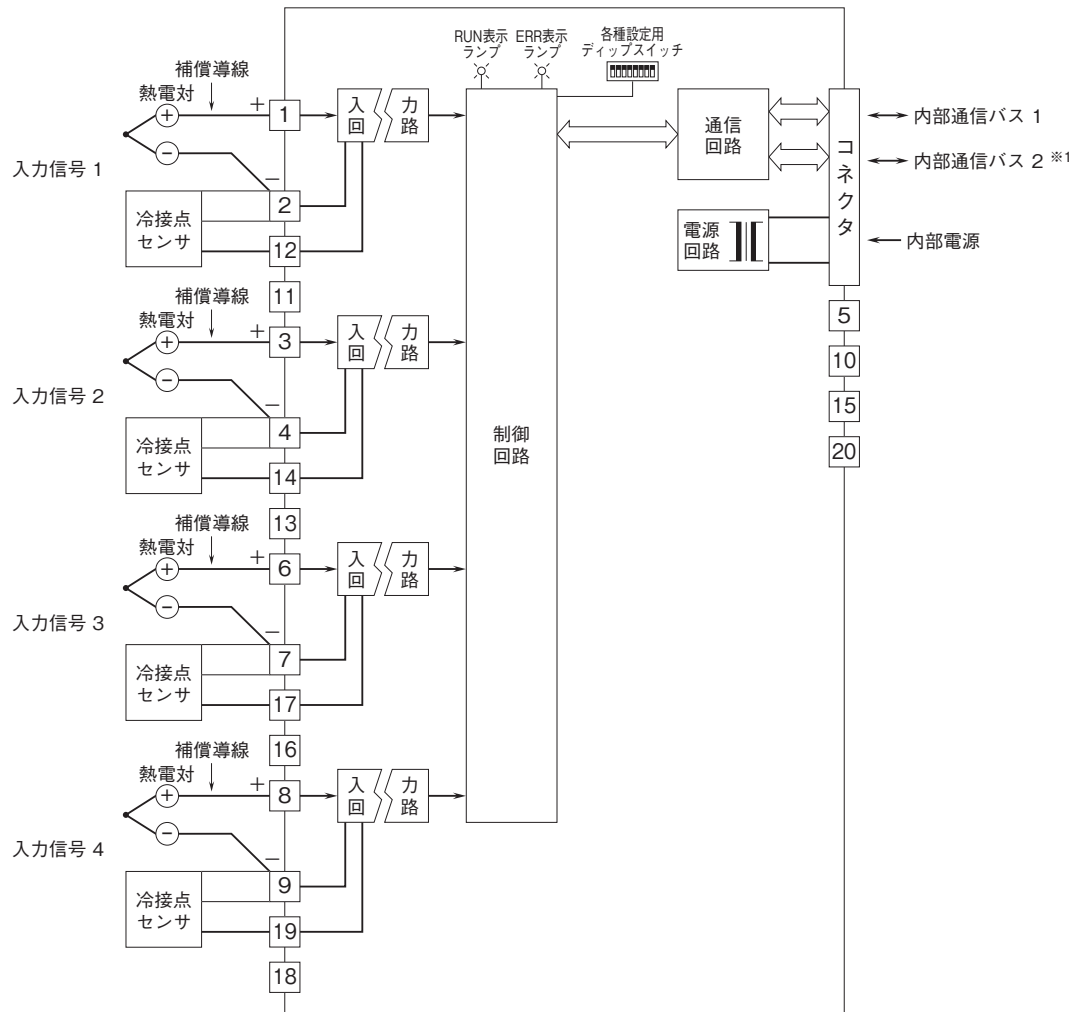 RUN表示
ランプ
ERR表示
ランプ
各種設定用
ディップスイッチ
補償導線
熱電対
+
−
+
−
1
入力
回路
入力信号 1
冷接点
センサ
2
12
11
補償導線
熱電対
+
−
+
−
3
入力
回路
入力信号 2
冷接点
センサ
4
14
13
補償導線
熱電対
+
−
+
−
6
入力
回路
入力信号 3
冷接点
センサ
7
17
16
補償導線
熱電対
+
−
+
−
8
入力
回路
入力信号 4
冷接点
センサ
9
19
18
制御
回路
通信
回路
電源
回路
コネクタ
内部通信バス 1
内部通信バス 2 ※1
内部電源
5
10
15
20